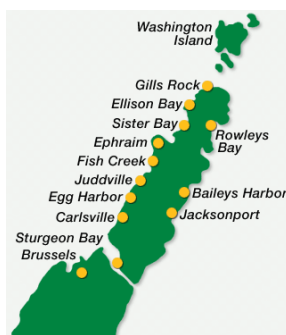 Washington
Island
Gills Rock
Ellison Bay
Sister Bay
Rowleys
Bay
Ephraim
Fish Creek
Juddville
Egg Harbor
Baileys Harbor
Carlsville
Jacksonport
Sturgeon Bay
Brussels